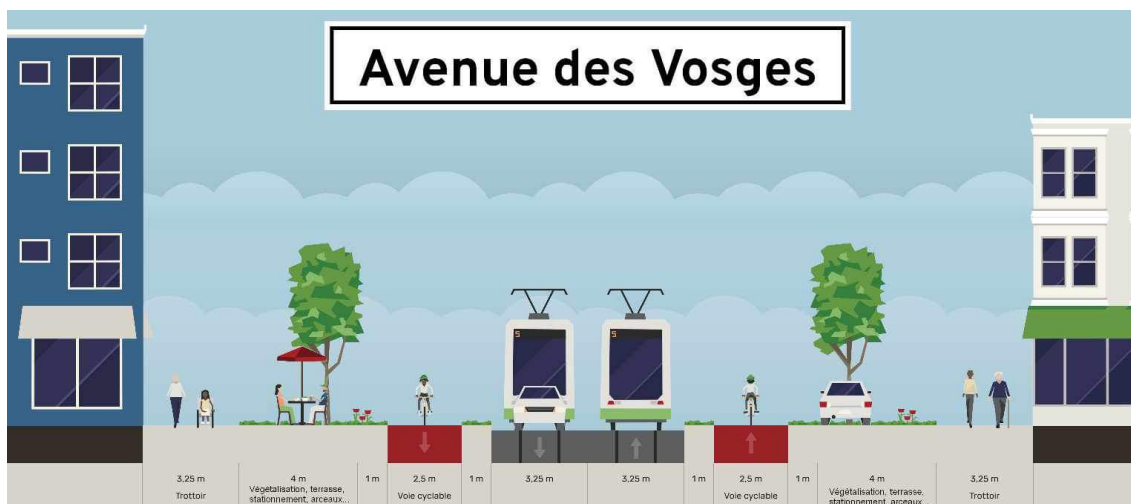 Avenue des Vosges
S
S
3,25 m
4 m
1 m
2,5 m
1 m
3,25 m
3,25 m
1 m
2,5 m
1 m
4 m
3,25 m
Trottoir
Végétalisation, terrasse,
stationnement, arceaux...
Voie cyclable
Voie cyclable
Végétalisation, terrasse,
stationnement, arceaux...
Trottoir